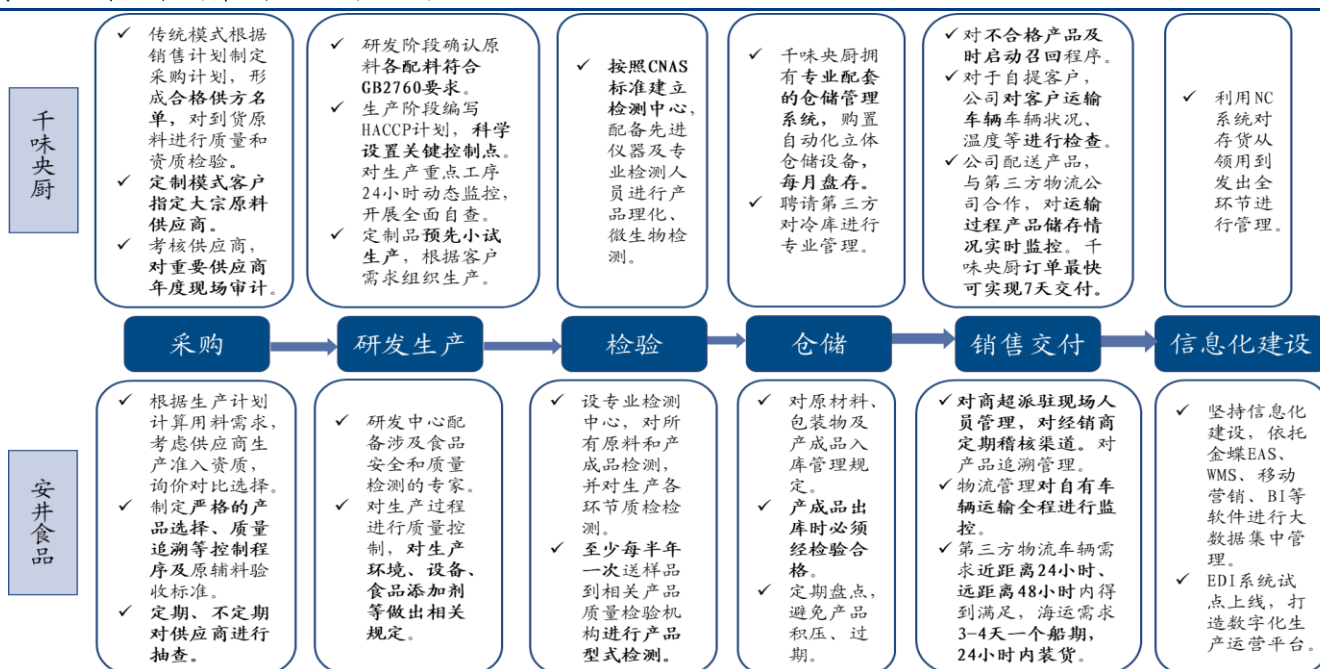 千味央厨
✓ 传统模式根据
销售计划制定
采购计划，形
成合格供方名
单，对到货原
料进行质量和
资质检验。
✓ 定制模式客户
指定大宗原料
供应商。
✓ 考核供应商，
对重要供应商
年度现场审计。
✓ 研发阶段确认原
料各配料符合
GB2760要求。
✓ 生产阶段编写
HACCP计划，科学
设置关键控制点。
对生产重点工序
24小时动态监控，
开展全面自查。
✓ 定制品预先小试
生产，根据客户
需求组织生产。
✓ 按照CNAS
标准建立
检测中心，
配备先进
仪器及专
业检测人
员进行产
品理化、
微生物检
测。
✓ 千味央厨拥
有专业配套
的仓储管理
系统，购置
自动化立体
仓储设备，
每月盘存。
✓ 聘请第三方
对冷库进行
专业管理。
✓ 对不合格产品及
时启动召回程序。
✓ 对于自提客户，
公司对客户运输
车辆车辆状况、
温度等进行检查。
✓ 公司配送产品，
与第三方物流公
司合作，对运输
过程产品储存情
况实时监控。千
味央厨订单最快
可实现7天交付。
✓ 利用NC
系统对
存货从
领用到
发出全
环节进
行管理。
采购
研发生产
检验
仓储
销售交付
信息化建设
安井食品
✓ 根据生产计划
计算用料需求，
考虑供应商生
产准入资质，
询价对比选择。
✓ 制定严格的产
品选择、质量
追溯等控制程
序及原辅料验
收标准。
✓ 定期、不定期
对供应商进行
抽查。
✓ 研发中心配
备涉及食品
安全和质量
检测的专家。
✓ 对生产过程
进行质量控
制，对生产
环境、设备、
食品添加剂
等做出相关
规定。
✓ 设专业检测
中心，对所
有原料和产
成品检测，
并对生产各
环节质检检
测。
✓ 至少每半年
一次送样品
到相关产品
质量检验机
构进行产品
型式检测。
✓ 对原材料、
包装物及
产成品入
库管理规
定。
✓ 产成品出
库时必须
经检验合
格。
✓ 定期盘点，
避免产品
积压、过
期。
✓ 对商超派驻现场人
员管理，对经销商
定期稽核渠道。对
产品追溯管理。
✓ 物流管理对自有车
辆运输全程进行监
控。
✓ 第三方物流车辆需
求近距离24小时、
远距离48小时内得
到满足，海运需求
3-4天一个船期，
24小时内装货。
✓ 坚持信息化
建设，依托
金蝶EAS、
WMS、移动
营销、BI等
软件进行大
数据集中管
理。
✓ EDI系统试
点上线，打
造数字化生
产运营平台。